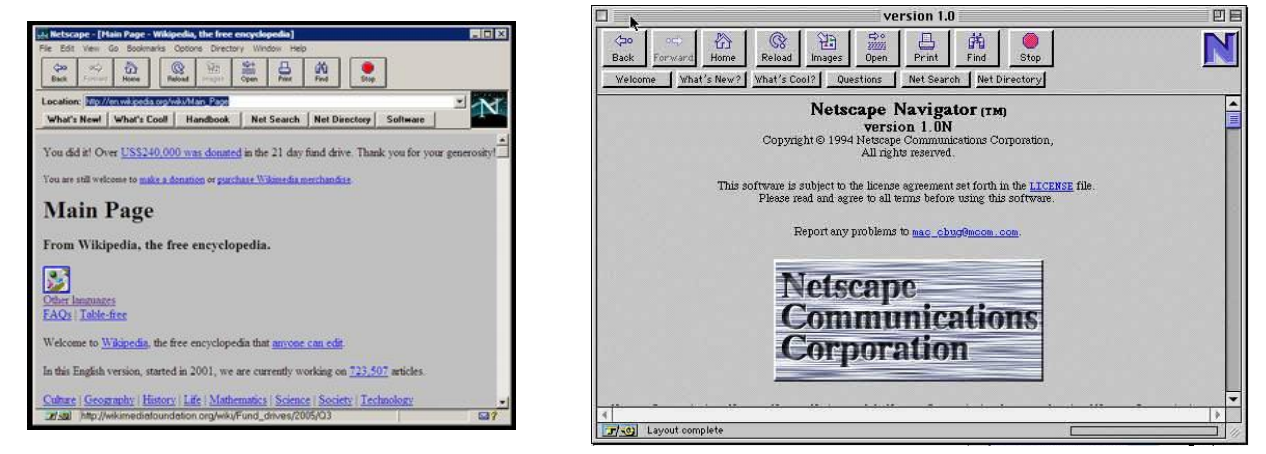 Netscape - [Main Page - Wikipedia, the free encyclopedia]
File Edit View Go Bookmarks Options Directory Window Help
Back Forward Home Reload Images Open Print Find Stop
Location: http://en.wikipedia.org/wiki/Main_Page
What's New! What's Cool! Handbook Net Search Net Directory Software
N
You did it! Over US$240,000 was donated in the 21 day fund drive. Thank you for your generosity!
You are still welcome to make a donation or purchase Wikimedia merchandise.
Main Page
From Wikipedia, the free encyclopedia.
Other languages
FAQs | Table-free
Welcome to Wikipedia, the free encyclopedia that anyone can edit.
In this English version, started in 2001, we are currently working on 723,507 articles.
Culture | Geography | History | Life | Mathematics | Science | Society | Technology
http://wikimediafoundation.org/wiki/Fund_drives/2005/Q3
version 1.0
Back Forward Home Reload Images Open Print Find Stop
N
Welcome What's New? What's Cool? Questions Net Search Net Directory
Netscape Navigator (TM)
version 1.0N
Copyright © 1994 Netscape Communications Corporation,
All rights reserved.
This software is subject to the license agreement set forth in the LICENSE file.
Please read and agree to all terms before using this software.
Report any problems to mac_cbug@mcom.com.
Netscape
Communications
Corporation
Layout complete